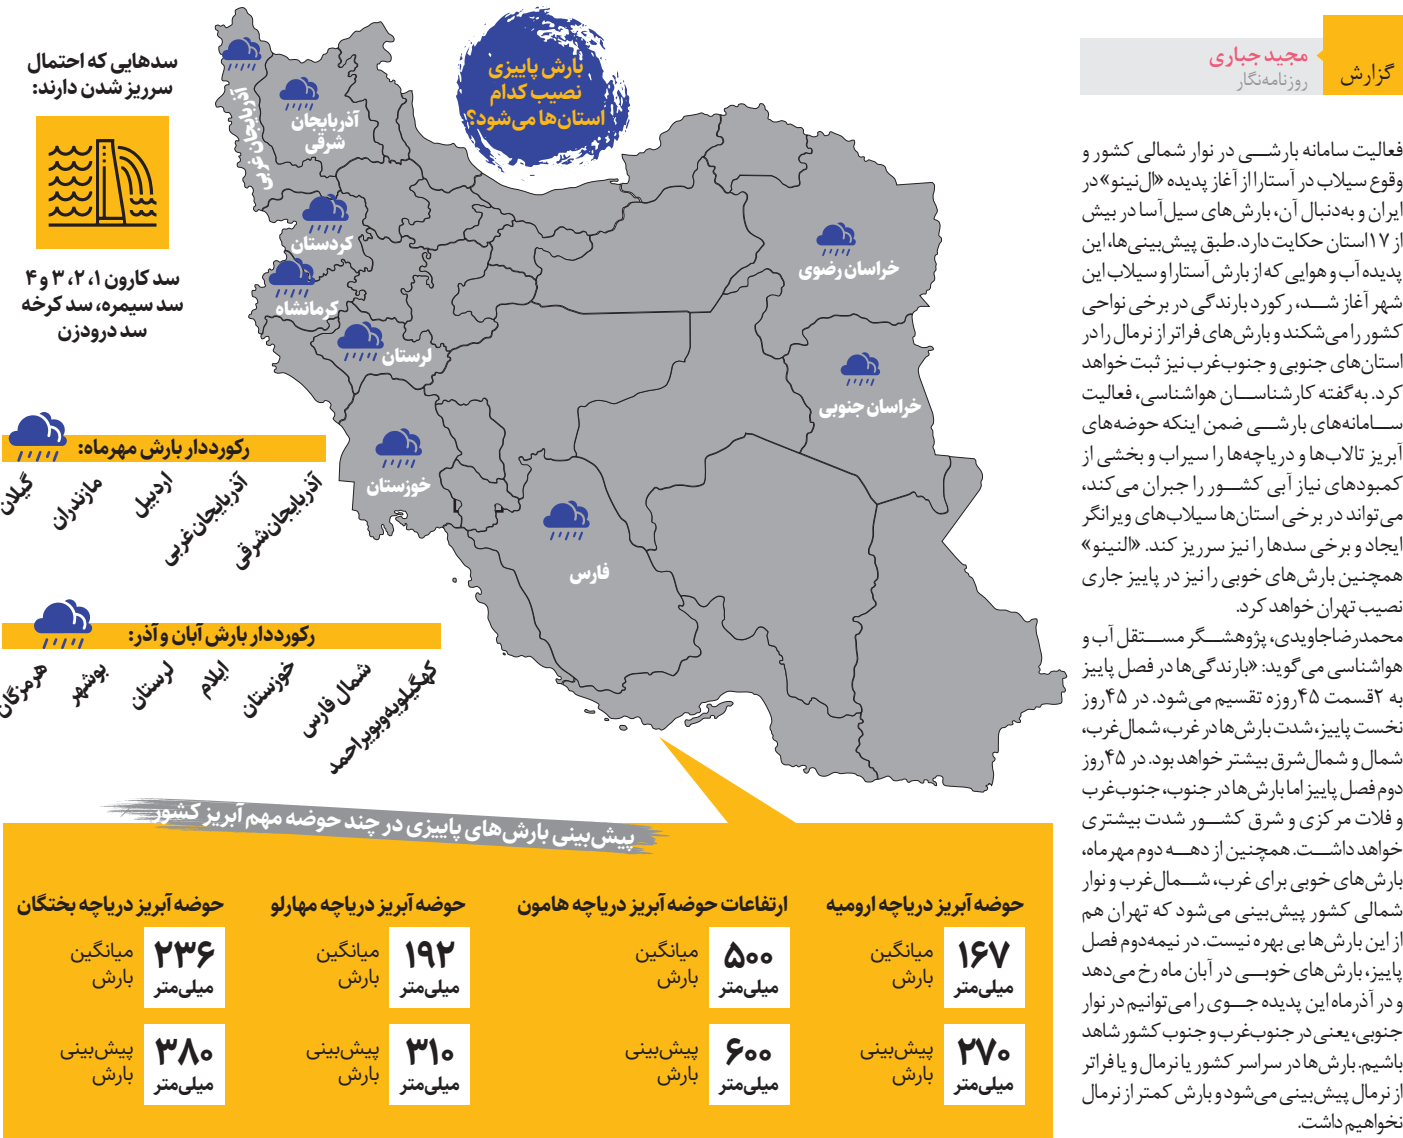 گزارش
مجید جباری
روزنامه‌نگار
فعالیت سامانه بارشی در نوار شمالی کشور و
وقوع سیلاب در آستارا از آغاز پدیده «ال‌نینو» در
ایران و به‌دنبال آن، بارش‌های سیل‌آسا در بیش
از ۱۷استان حکایت دارد. طبق پیش‌بینی‌ها، این
پدیده آب و هوایی که از بارش آستارا و سیلاب این
شهر آغاز شد، رکورد بارندگی در برخی نواحی
کشور را می‌شکند و بارش‌های فراتر از نرمال را در
استان‌های جنوبی و جنوب‌غرب نیز ثبت خواهد
کرد. به‌گفته کارشناسان هواشناسی، فعالیت
سامانه‌های بارشی ضمن اینکه حوضه‌های
آبریز تالاب‌ها و دریاچه‌ها را سیراب و بخشی از
کمبودهای نیاز آبی کشور را جبران می‌کند،
می‌تواند در برخی استان‌ها سیلاب‌های ویرانگر
ایجاد و برخی سدها را نیز سرریز کند. «النینو»
همچنین بارش‌های خوبی را نیز در پاییز جاری
نصیب تهران خواهد کرد.
محمدرضاجاویدی، پژوهشگر مستقل آب و
هواشناسی می‌گوید: «بارندگی‌ها در فصل پاییز
به ۲قسمت ۴۵روزه تقسیم می‌شود. در ۴۵روز
نخست پاییز، شدت بارش‌ها در غرب، شمال‌غرب،
شمال و شمال‌شرق بیشتر خواهد بود. در ۴۵روز
دوم فصل پاییز اما بارش‌ها در جنوب، جنوب‌غرب
و فلات مرکزی و شرق کشور شدت بیشتری
خواهد داشت. همچنین از دهه دوم مهرماه،
بارش‌های خوبی برای غرب، شمال‌غرب و نوار
شمالی کشور پیش‌بینی می‌شود که تهران هم
از این بارش‌ها بی بهره نیست. در نیمه‌دوم فصل
پاییز، بارش‌های خوبی در آبان ماه رخ می‌دهد
و در آذرماه این پدیده جوی را می‌توانیم در نوار
جنوبی، یعنی در جنوب‌غرب و جنوب کشور شاهد
باشیم. بارش‌ها در سراسر کشور یا نرمال و یا فراتر
از نرمال پیش‌بینی می‌شود و بارش کمتر از نرمال
نخواهیم داشت.
بارش پاییزی
نصیب کدام
استان‌ها می‌شود؟
آذربایجان غربی
آذربایجان
شرقی
کردستان
کرمانشاه
لرستان
خوزستان
فارس
خراسان رضوی
خراسان جنوبی
سدهایی که احتمال
سرریز شدن دارند:
سد کارون ۱، ۲، ۳ و ۴
سد سیمره، سد کرخه
سد درودزن
رکورددار بارش مهرماه:
آذربایجان‌شرقی
آذربایجان‌غربی
اردبیل
مازندران
گیلان
رکورددار بارش آبان و آذر:
کهگیلویه‌وبویراحمد
شمال فارس
خوزستان
ایلام
لرستان
بوشهر
هرمزگان
پیش‌بینی بارش‌های پاییزی در چند حوضه مهم آبریز کشور
حوضه آبریز دریاچه ارومیه
۱۶۷
میلی‌متر
میانگین
بارش
۲۷۰
میلی‌متر
پیش‌بینی
بارش
ارتفاعات حوضه آبریز دریاچه هامون
۵۰۰
میلی‌متر
میانگین
بارش
۶۰۰
میلی‌متر
پیش‌بینی
بارش
حوضه آبریز دریاچه مهارلو
۱۹۲
میلی‌متر
میانگین
بارش
۳۱۰
میلی‌متر
پیش‌بینی
بارش
حوضه آبریز دریاچه بختگان
۲۳۶
میلی‌متر
میانگین
بارش
۳۸۰
میلی‌متر
پیش‌بینی
بارش